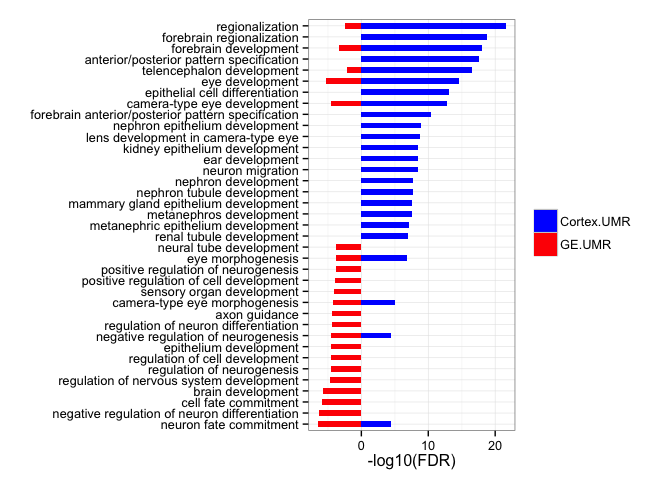 regionalization
forebrain regionalization
forebrain development
anterior/posterior pattern specification
telencephalon development
eye development
epithelial cell differentiation
camera-type eye development
forebrain anterior/posterior pattern specification
nephron epithelium development
lens development in camera-type eye
kidney epithelium development
ear development
neuron migration
nephron development
nephron tubule development
mammary gland epithelium development
metanephros development
metanephric epithelium development
renal tubule development
neural tube development
eye morphogenesis
positive regulation of neurogenesis
positive regulation of cell development
sensory organ development
camera-type eye morphogenesis
axon guidance
regulation of neuron differentiation
negative regulation of neurogenesis
epithelium development
regulation of cell development
regulation of neurogenesis
regulation of nervous system development
brain development
cell fate commitment
negative regulation of neuron differentiation
neuron fate commitment
0 10 20
-log10(FDR)
Cortex.UMR
GE.UMR